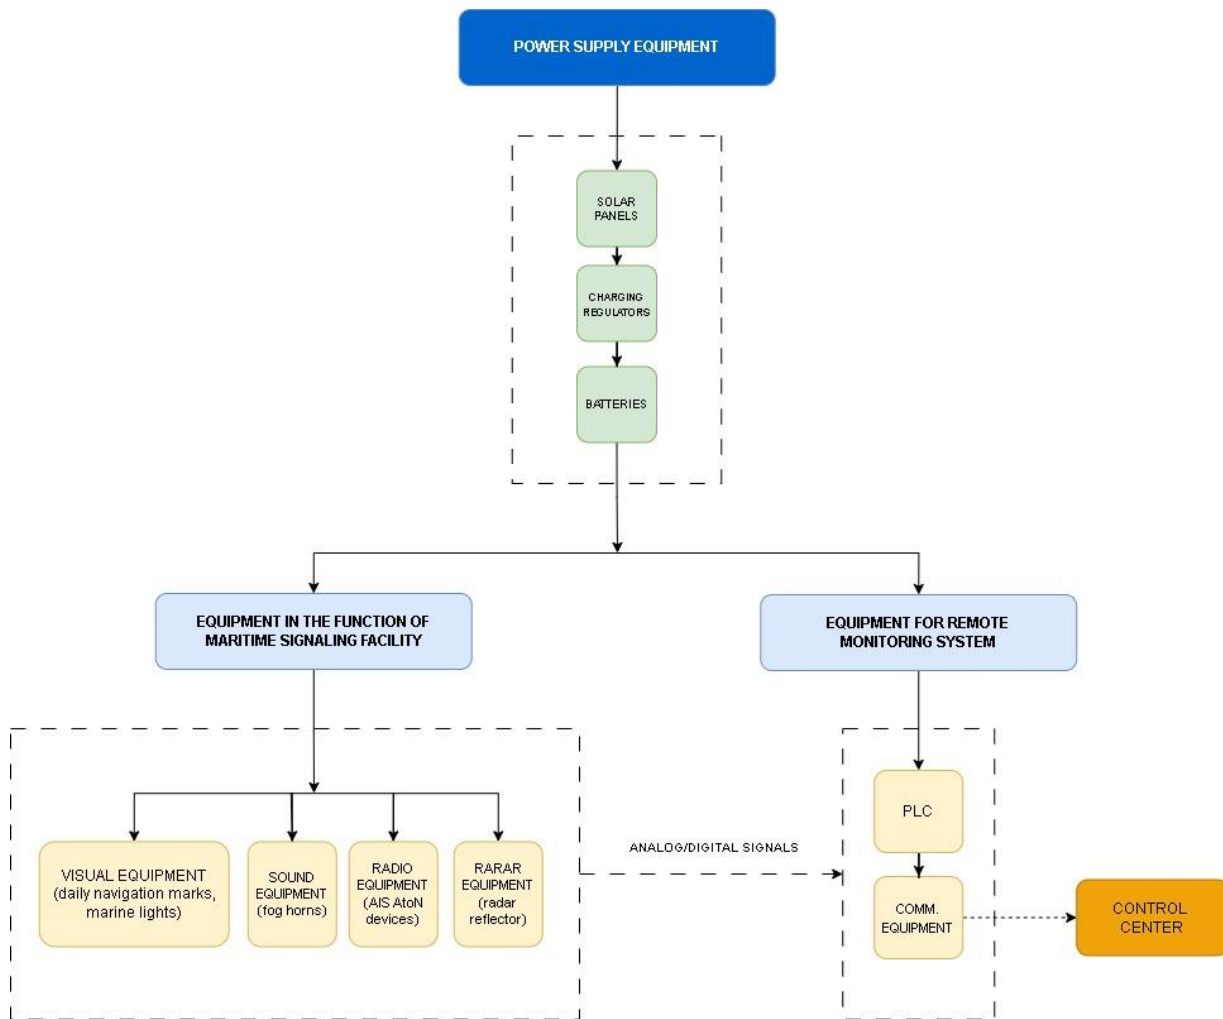 POWER SUPPLY EQUIPMENT
SOLAR
PANELS
CHARGING
REGULATORS
BATTERIES
EQUIPMENT IN THE FUNCTION OF
MARITIME SIGNALING FACILITY
EQUIPMENT FOR REMOTE
MONITORING SYSTEM
VISUAL EQUIPMENT
(daily navigation marks,
marine lights)
SOUND
EQUIPMENT
(fog horns)
RADIO
EQUIPMENT
(AIS AtoN
devices)
RARAR
EQUIPMENT
(radar
reflector)
ANALOG/DIGITAL SIGNALS
PLC
COMM.
EQUIPMENT
CONTROL
CENTER